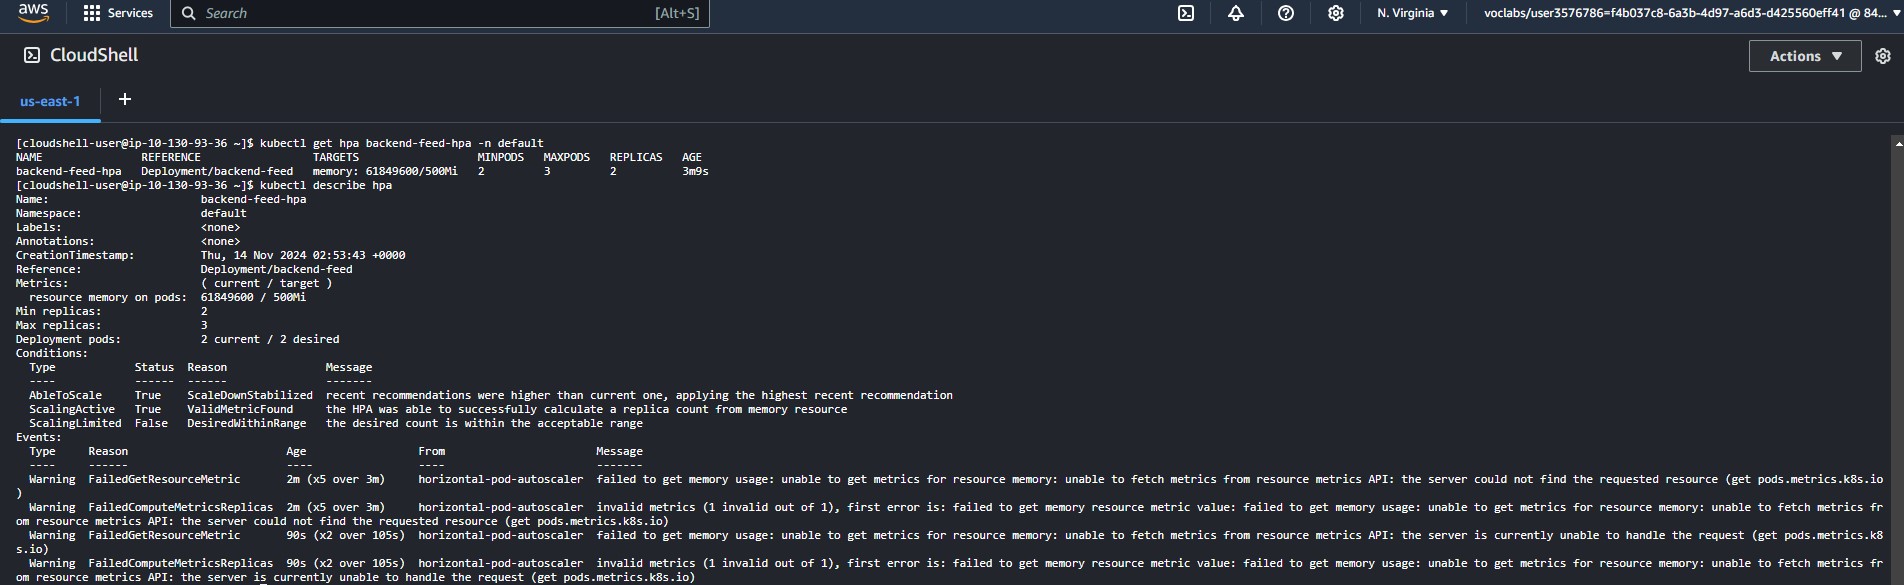 aws
Services
Search
[Alt+S]
N. Virginia
voclabs/user3576786=f4b037c8-6a3b-4d97-a6d3-d425560eff41 @ 84...
CloudShell
Actions
us-east-1
+
[cloudshell-user@ip-10-130-93-36 ~]$ kubectl get hpa backend-feed-hpa -n default
NAME REFERENCE TARGETS MINPODS MAXPODS REPLICAS AGE
backend-feed-hpa Deployment/backend-feed memory: 61849600/500Mi 2 3 2 3m9s
[cloudshell-user@ip-10-130-93-36 ~]$ kubectl describe hpa
Name: backend-feed-hpa
Namespace: default
Labels: <none>
Annotations: <none>
CreationTimestamp: Thu, 14 Nov 2024 02:53:43 +0000
Reference: Deployment/backend-feed
Metrics: ( current / target )
resource memory on pods: 61849600 / 500Mi
Min replicas: 2
Max replicas: 3
Deployment pods: 2 current / 2 desired
Conditions:
Type Status Reason Message
---- ------ ------ -------
AbleToScale True ScaleDownStabilized recent recommendations were higher than current one, applying the highest recent recommendation
ScalingActive True ValidMetricFound the HPA was able to successfully calculate a replica count from memory resource
ScalingLimited False DesiredWithinRange the desired count is within the acceptable range
Events:
Type Reason Age From Message
---- ------ ---- ---- -------
Warning FailedGetResourceMetric 2m (x5 over 3m) horizontal-pod-autoscaler failed to get memory usage: unable to get metrics for resource memory: unable to fetch metrics from resource metrics API: the server could not find the requested resource (get pods.metrics.k8s.io
)
Warning FailedComputeMetricsReplicas 2m (x5 over 3m) horizontal-pod-autoscaler invalid metrics (1 invalid out of 1), first error is: failed to get memory resource metric value: failed to get memory usage: unable to get metrics for resource memory: unable to fetch metrics fr
om resource metrics API: the server could not find the requested resource (get pods.metrics.k8s.io)
Warning FailedGetResourceMetric 90s (x2 over 105s) horizontal-pod-autoscaler failed to get memory usage: unable to get metrics for resource memory: unable to fetch metrics from resource metrics API: the server is currently unable to handle the request (get pods.metrics.k8
s.io)
Warning FailedComputeMetricsReplicas 90s (x2 over 105s) horizontal-pod-autoscaler invalid metrics (1 invalid out of 1), first error is: failed to get memory resource metric value: failed to get memory usage: unable to get metrics for resource memory: unable to fetch metrics fr
om resource metrics API: the server is currently unable to handle the request (get pods.metrics.k8s.io)